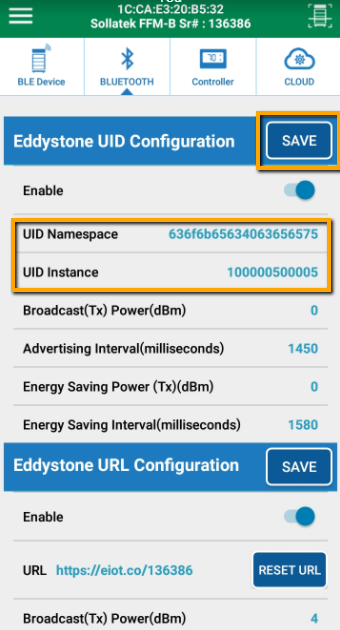 You
1C:CA:E3:20:B5:32
Sollatek FFM-B Sr# : 136386
BLE Device
BLUETOOTH
Controller
CLOUD
Eddystone UID Configuration
SAVE
Enable
UID Namespace 636f6b65634063656575
UID Instance 100000500005
Broadcast(Tx) Power(dBm) 0
Advertising Interval(milliseconds) 1450
Energy Saving Power (Tx)(dBm) 0
Energy Saving Interval(milliseconds) 1580
Eddystone URL Configuration
SAVE
Enable
URL https://eiot.co/136386
RESET URL
Broadcast(Tx) Power(dBm) 4